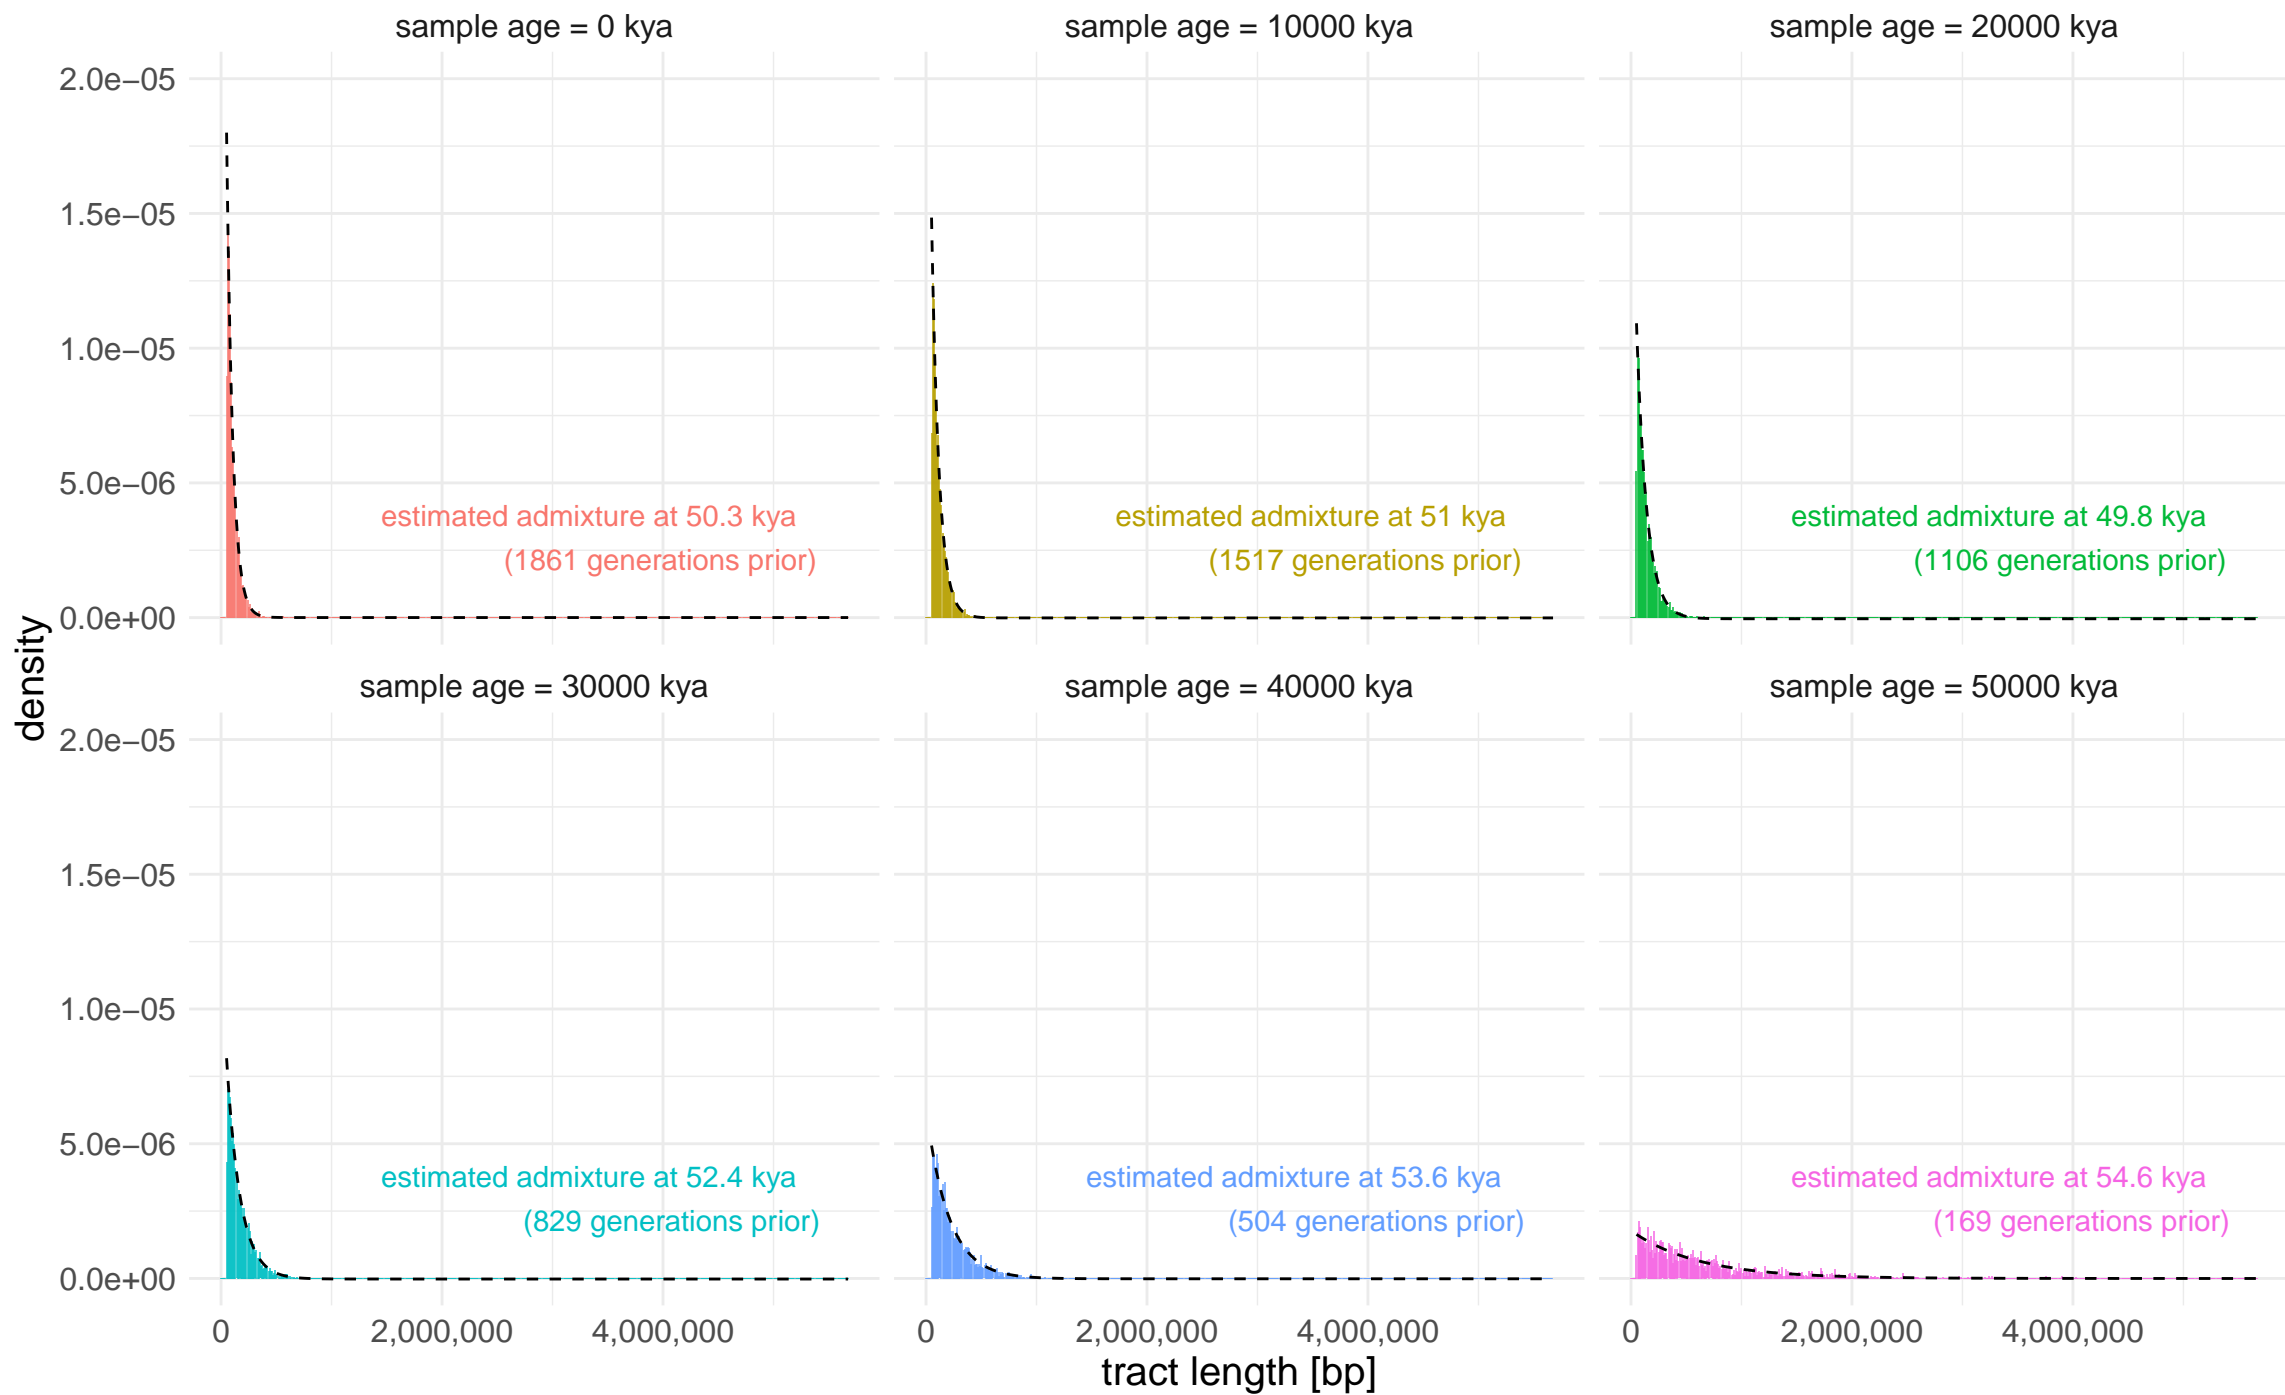 sample age = 0 kya
sample age = 10000 kya
sample age = 20000 kya
2.0e−05
1.5e−05
1.0e−05
5.0e−06
0.0e+00
estimated admixture at 50.3 kya
(1861 generations prior)
estimated admixture at 51 kya
(1517 generations prior)
estimated admixture at 49.8 kya
(1106 generations prior)
density
sample age = 30000 kya
sample age = 40000 kya
sample age = 50000 kya
2.0e−05
1.5e−05
1.0e−05
5.0e−06
0.0e+00
estimated admixture at 52.4 kya
(829 generations prior)
estimated admixture at 53.6 kya
(504 generations prior)
estimated admixture at 54.6 kya
(169 generations prior)
0 2,000,000 4,000,000
0 2,000,000 4,000,000
0 2,000,000 4,000,000
tract length [bp]